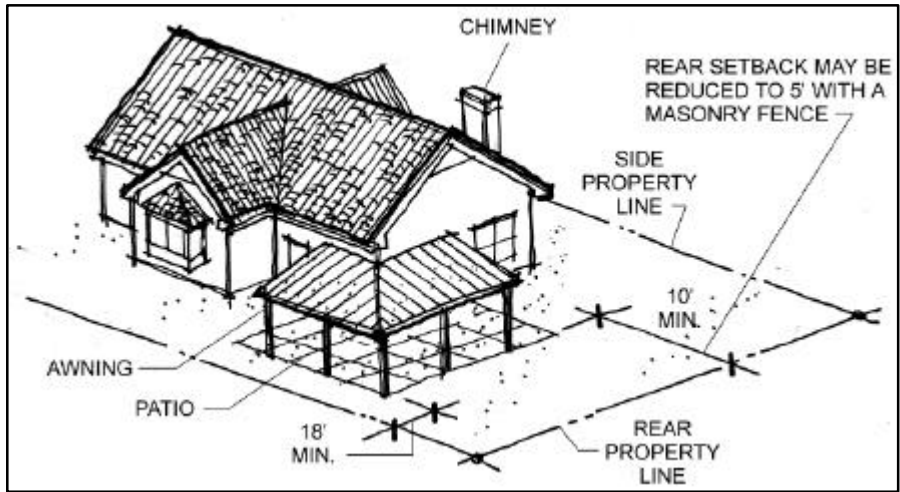 CHIMNEY
REAR SETBACK MAY BE
REDUCED TO 5' WITH A
MASONRY FENCE
SIDE
PROPERTY
LINE
10'
MIN.
AWNING
PATIO
18'
MIN.
REAR
PROPERTY
LINE